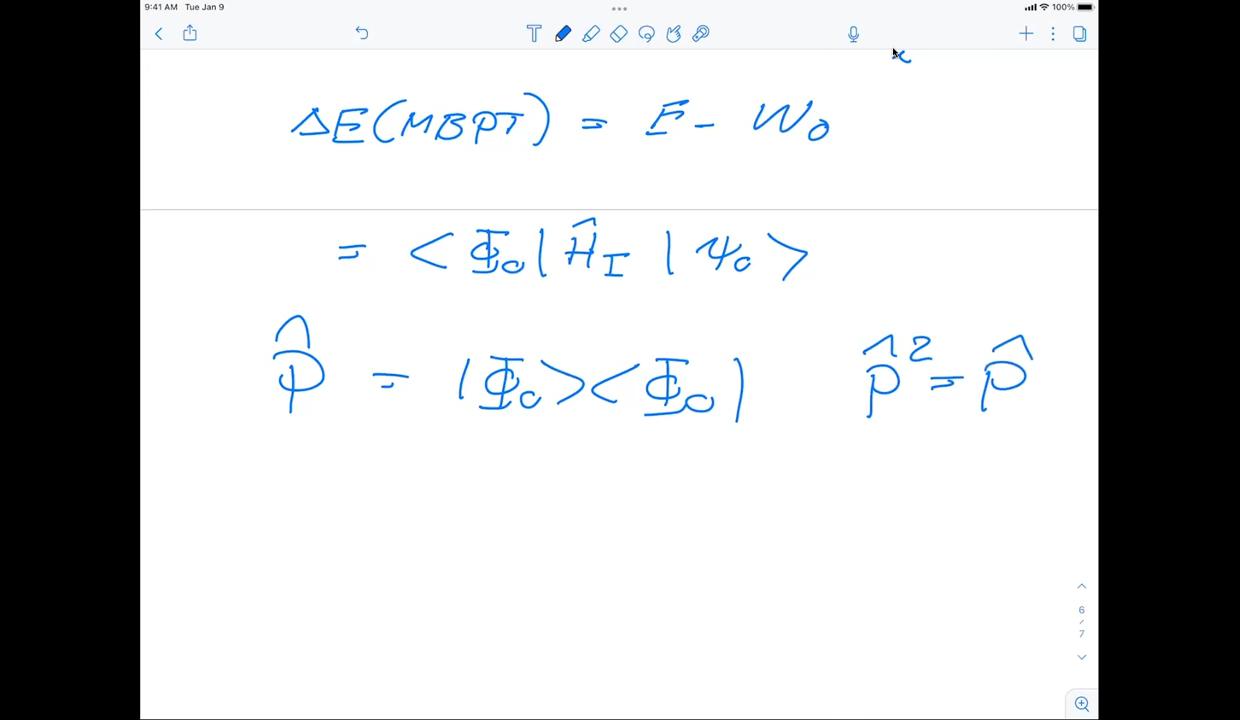 9:41 AM Tue Jan 9
100%
ΔE(MBPT) = E - W₀
= <Φ₀| Ĥ_I | ψ₀>
P̂ = |Φ₀><Φ₀| P̂² = P̂
6
/
7